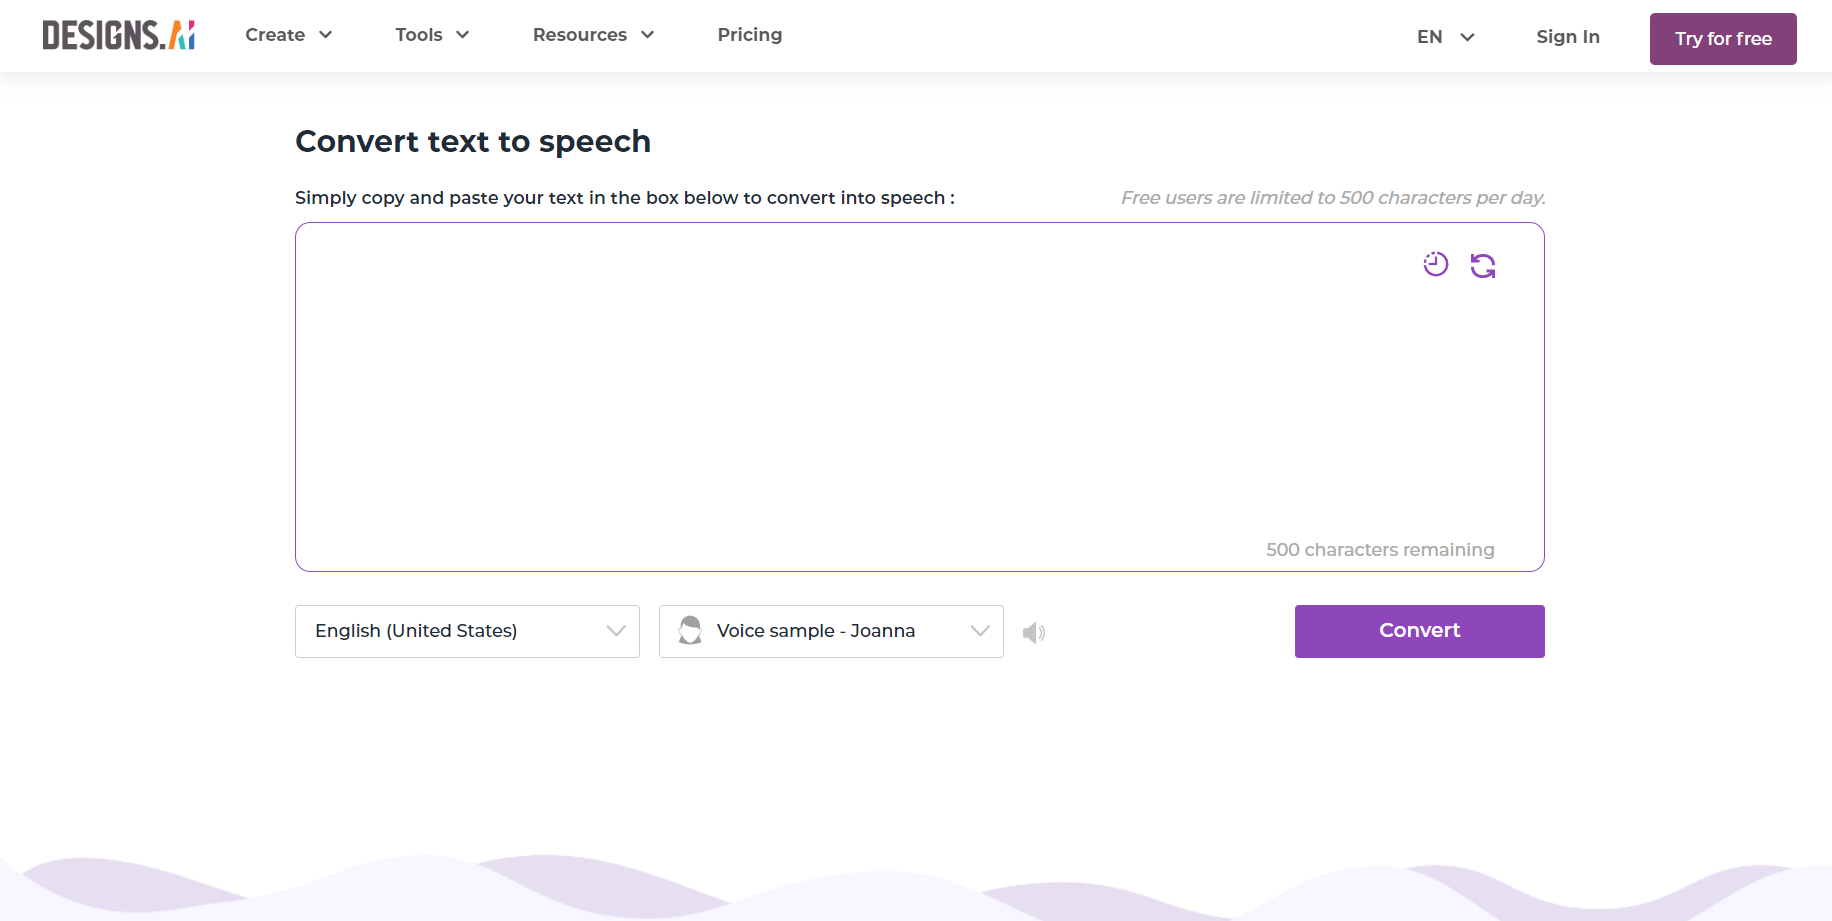 DESIGNS.AI Create Tools Resources Pricing EN Sign In Try for free
Convert text to speech
Simply copy and paste your text in the box below to convert into speech : Free users are limited to 500 characters per day.
500 characters remaining
English (United States) Voice sample - Joanna Convert